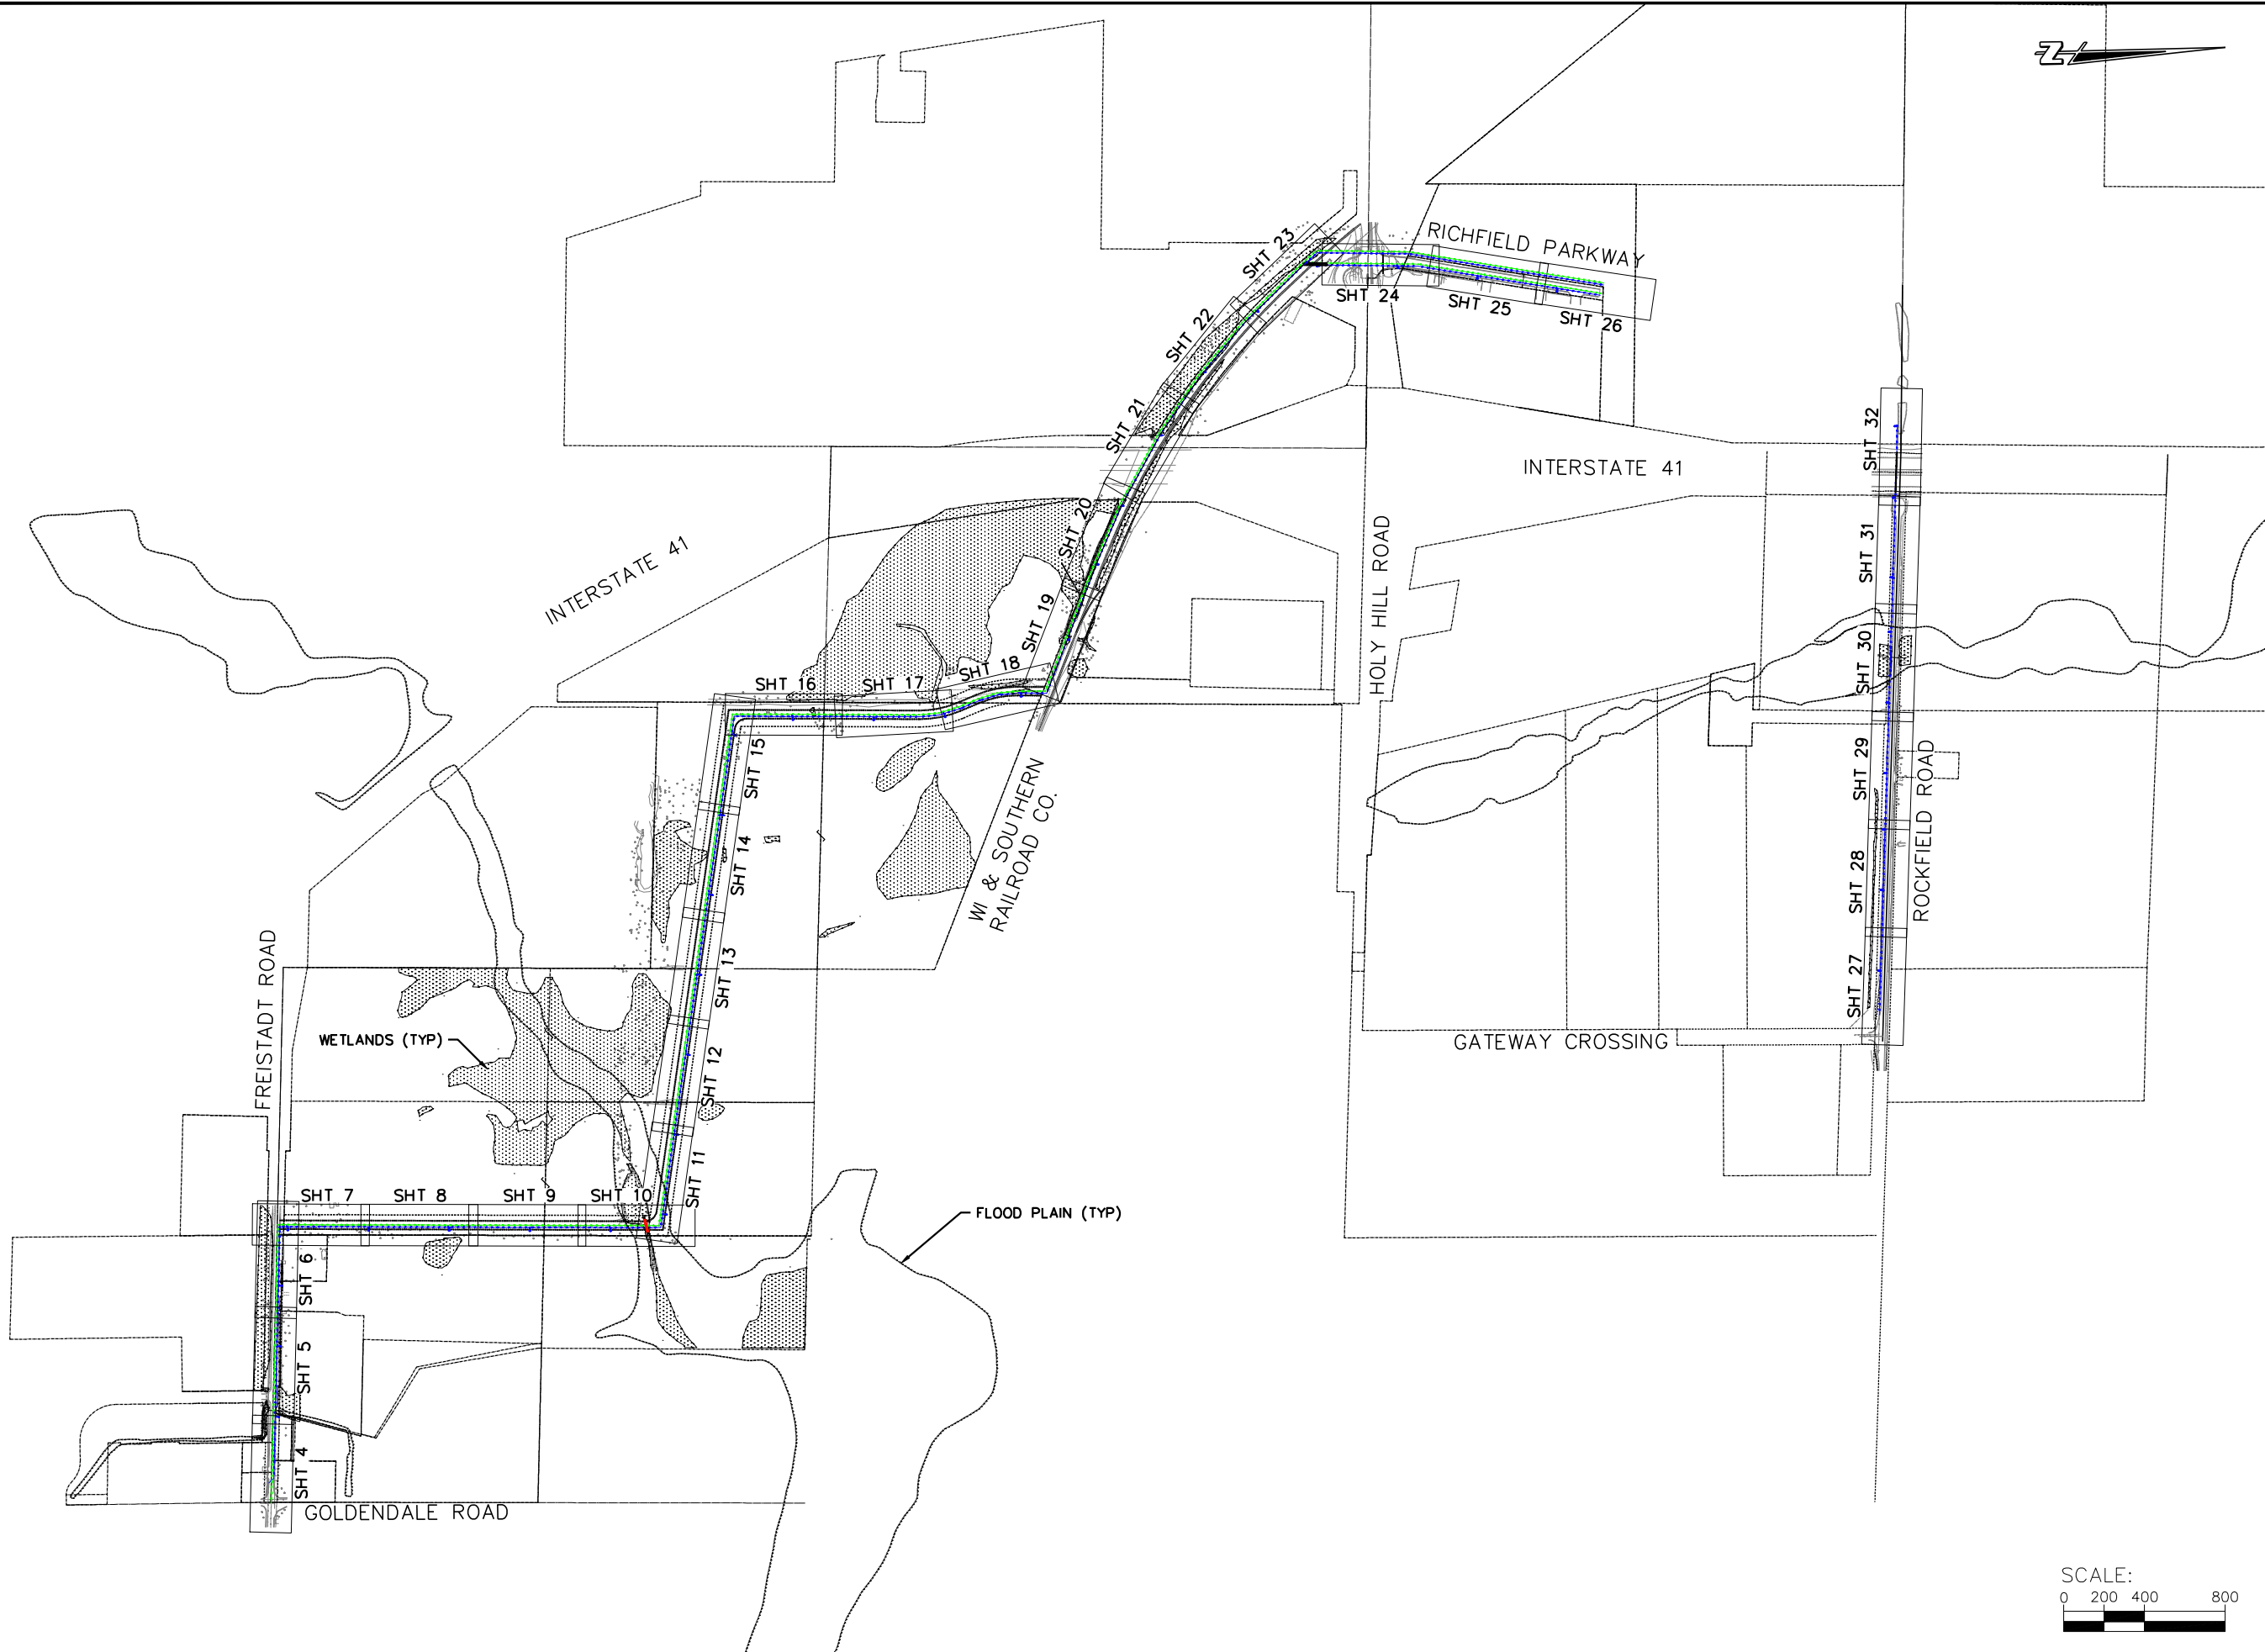 Z
RICHFIELD PARKWAY
SHT 23
SHT 24
SHT 25
SHT 26
SHT 22
SHT 21
SHT 32
INTERSTATE 41
SHT 20
SHT 31
INTERSTATE 41
HOLY HILL ROAD
SHT 19
SHT 30
SHT 18
SHT 16
SHT 17
SHT 15
SHT 29
WI & SOUTHERN
RAILROAD CO.
ROCKFIELD ROAD
SHT 14
SHT 28
SHT 13
SHT 27
FREISTADT ROAD
WETLANDS (TYP)
GATEWAY CROSSING
SHT 12
SHT 11
SHT 7
SHT 8
SHT 9
SHT 10
FLOOD PLAIN (TYP)
SHT 6
SHT 5
SHT 4
GOLDENDALE ROAD
SCALE:
0 200 400 800